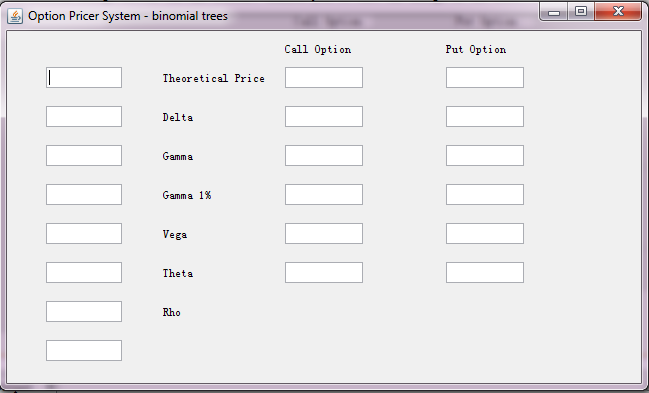 Option Pricer System - binomial trees
Call Option Put Option
Theoretical Price
Delta
Gamma
Gamma 1%
Vega
Theta
Rho